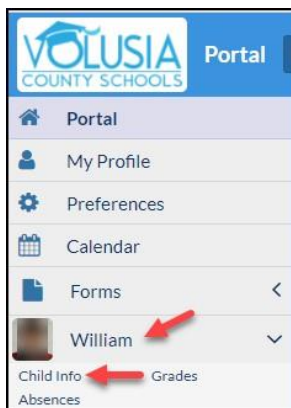 VOLUSIA Portal
COUNTY SCHOOLS
Portal
My Profile
Preferences
Calendar
Forms
William
Child Info Grades
Absences